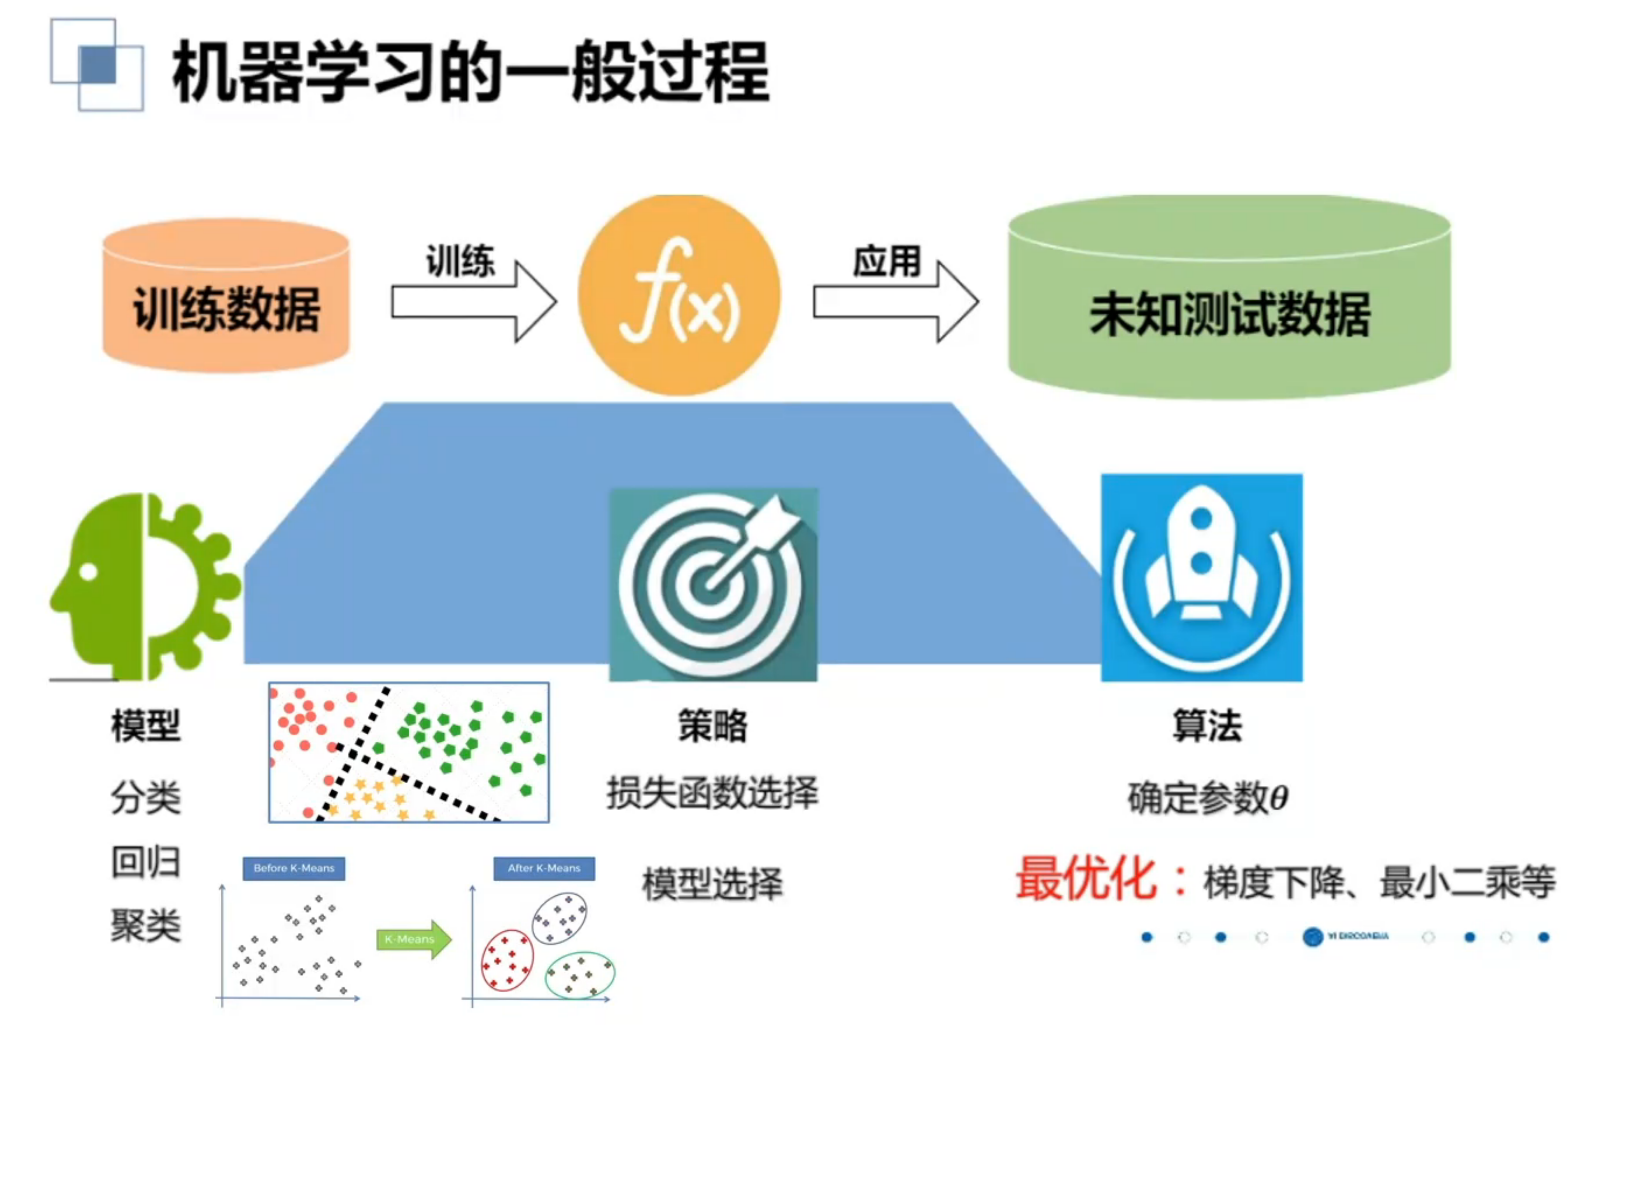 机器学习的一般过程
训练数据
训练
f(x)
应用
未知测试数据
模型
分类
回归
聚类
Before K-Means
K-Means
After K-Means
策略
损失函数选择
模型选择
算法
确定参数θ
最优化：梯度下降、最小二乘等